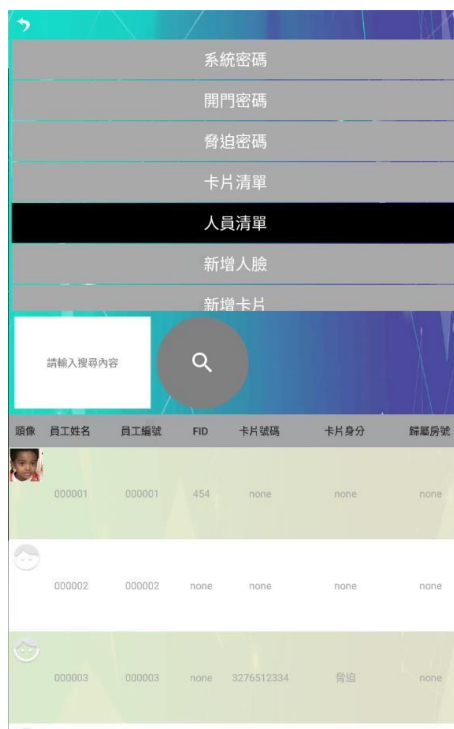 系統密碼
開門密碼
脅迫密碼
卡片清單
人員清單
新增人臉
新增卡片
請輸入搜尋內容
頭像 員工姓名 員工編號 FID 卡片號碼 卡片身分 歸屬房號
000001 000001 454 none none none
000002 000002 none none none none
000003 000003 none 3276512334 脅迫 none